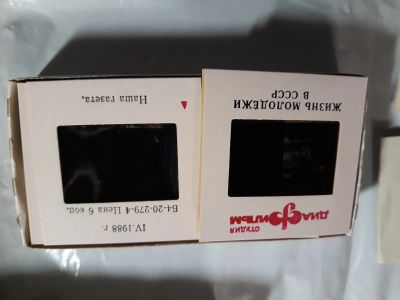 Наша газета.
IV.1988 г.
Б4-20-279-4 Цена 6 коп.
ЖИЗНЬ МОЛОДЕЖИ
В СССР
СТУДИЯ
ДИАФИЛЬМ